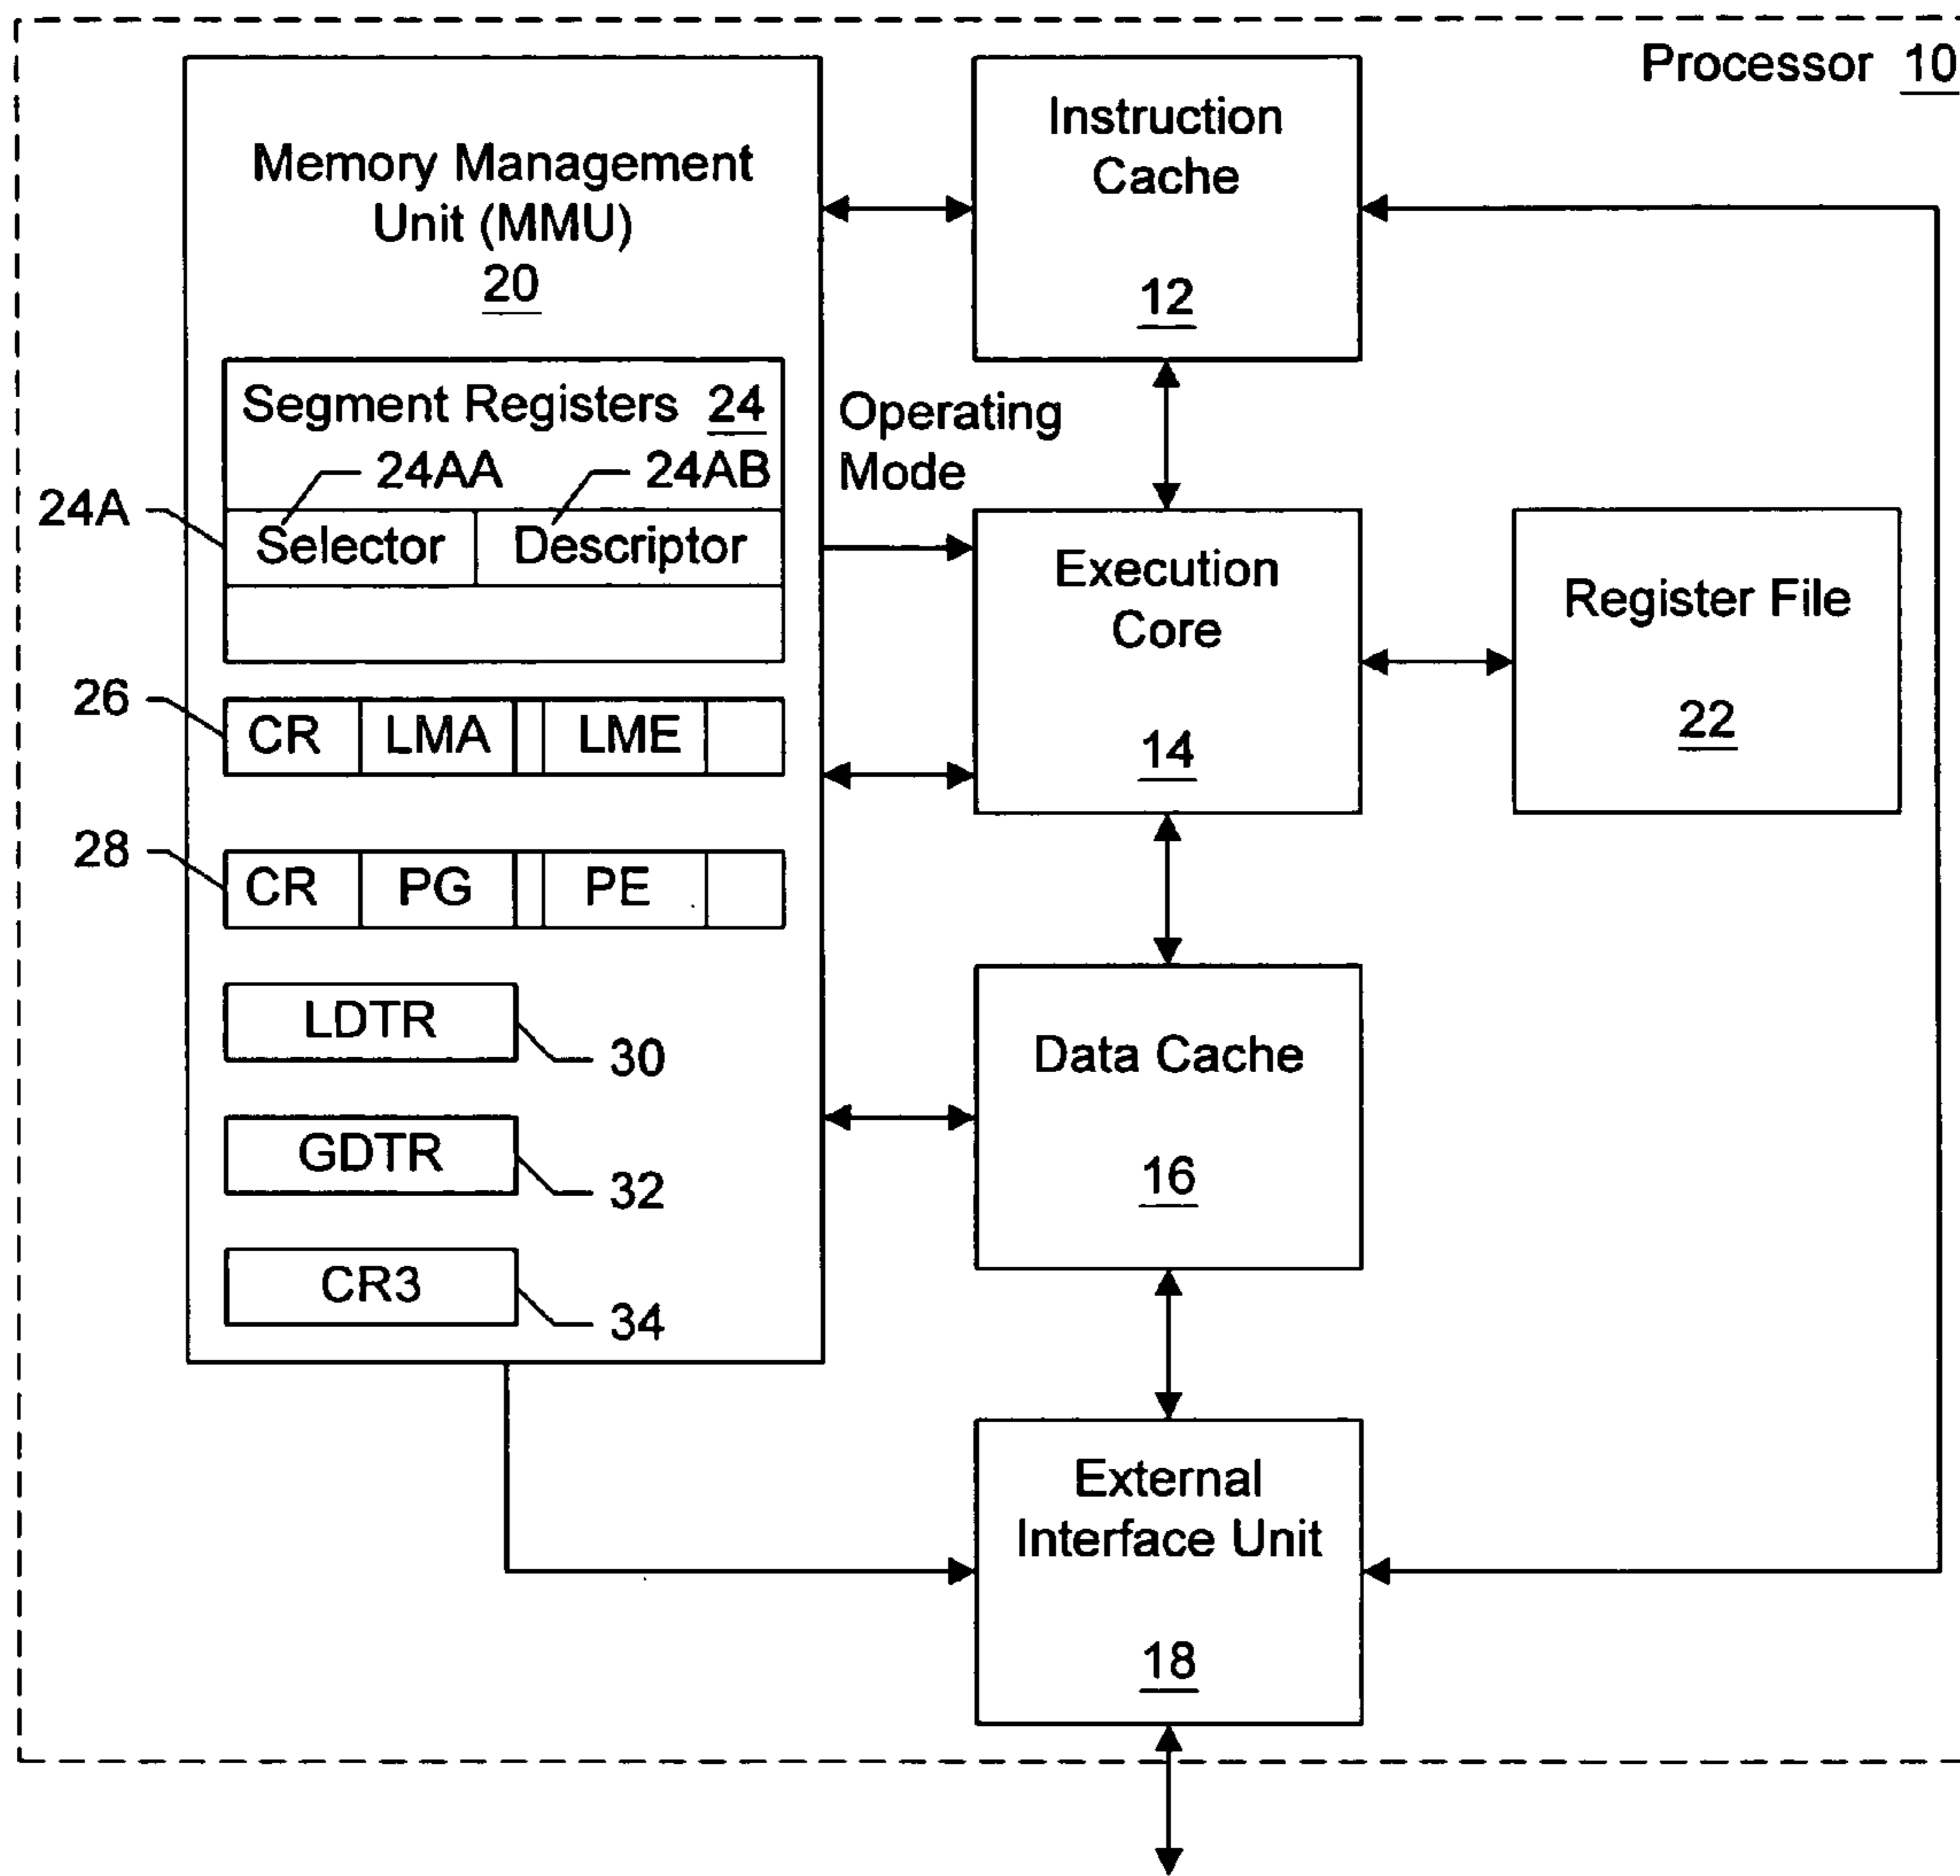 Processor 10
Memory Management
Unit (MMU)
20
Segment Registers 24
24AA
24AB
24A
Selector
Descriptor
26
CR
LMA
LME
28
CR
PG
PE
LDTR
30
GDTR
32
CR3
34
Operating
Mode
Instruction
Cache
12
Execution
Core
14
Register File
22
Data Cache
16
External
Interface Unit
18